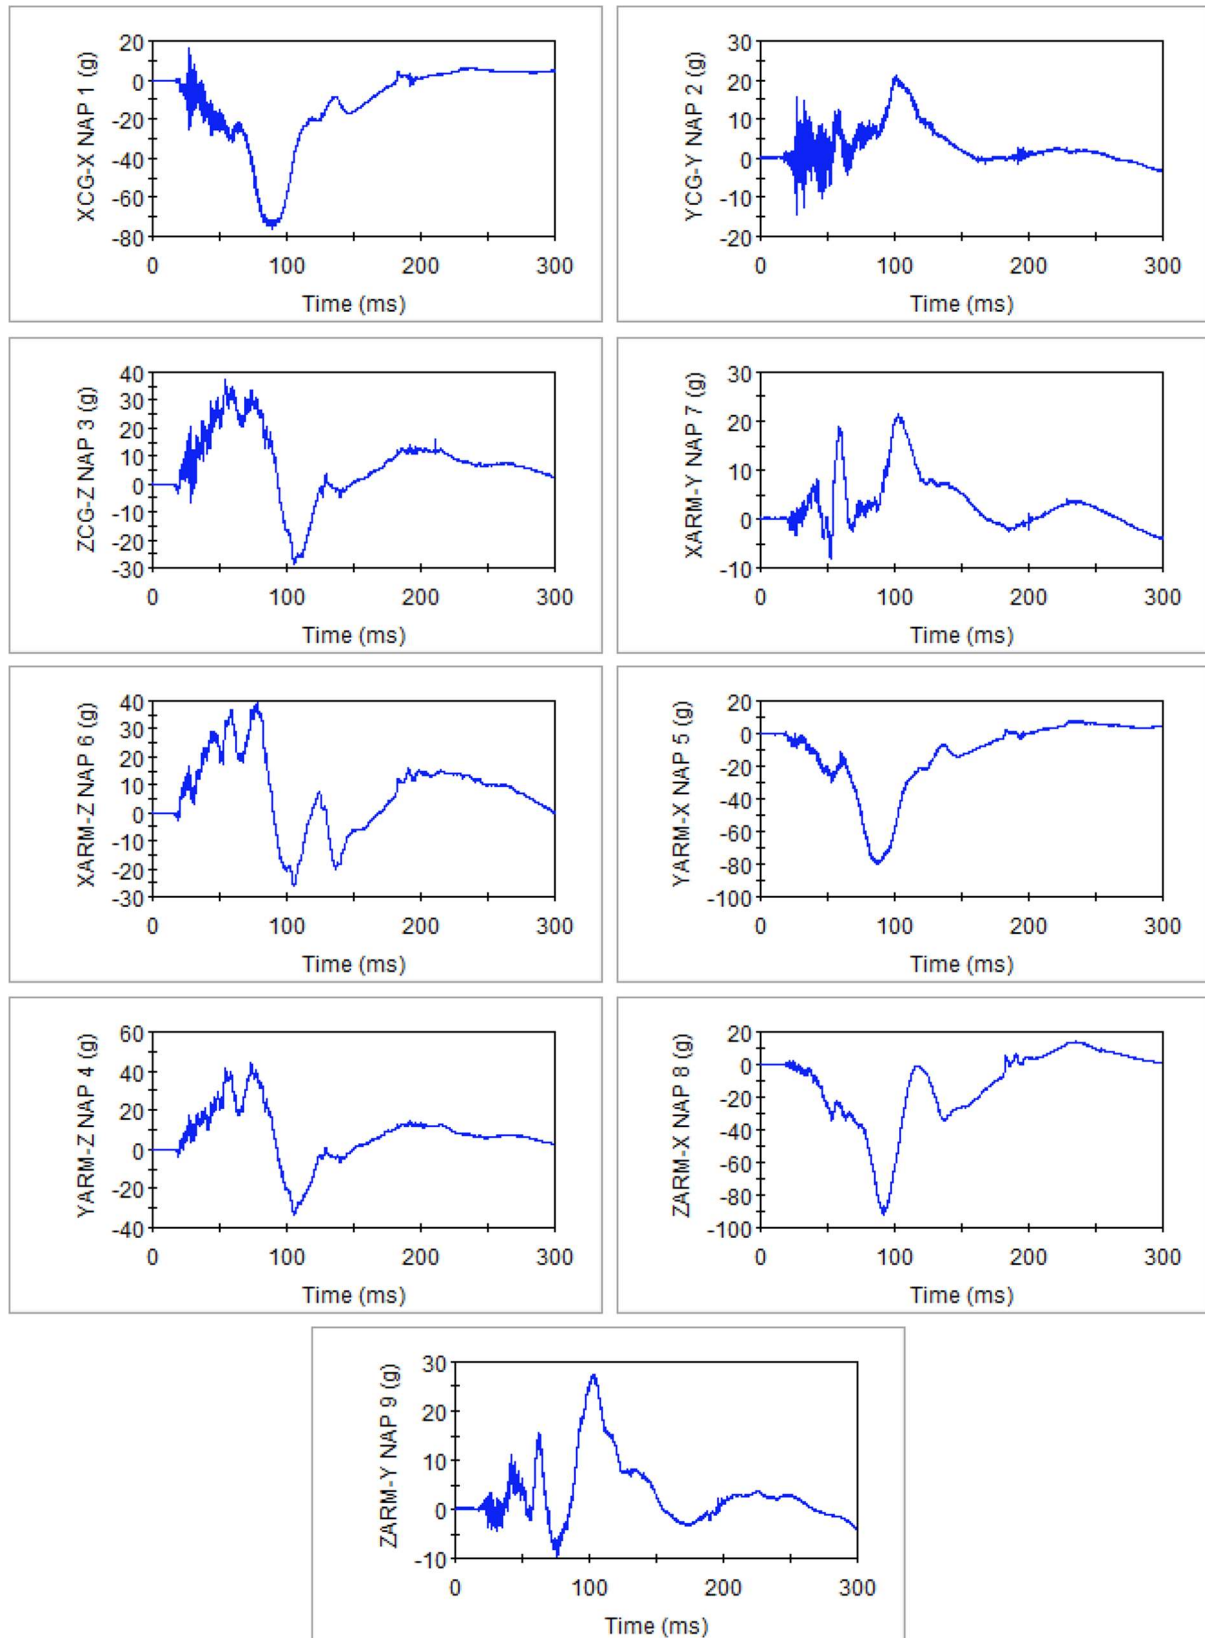 XCG-X NAP 1 (g)
20
0
-20
-40
-60
-80
0 100 200 300
Time (ms)
YCG-Y NAP 2 (g)
30
20
10
0
-10
-20
0 100 200 300
Time (ms)
ZCG-Z NAP 3 (g)
40
30
20
10
0
-10
-20
-30
0 100 200 300
Time (ms)
XARM-Y NAP 7 (g)
30
20
10
0
-10
0 100 200 300
Time (ms)
XARM-Z NAP 6 (g)
40
30
20
10
0
-10
-20
-30
0 100 200 300
Time (ms)
YARM-X NAP 5 (g)
20
0
-20
-40
-60
-80
-100
0 100 200 300
Time (ms)
YARM-Z NAP 4 (g)
60
40
20
0
-20
-40
0 100 200 300
Time (ms)
ZARM-X NAP 8 (g)
20
0
-20
-40
-60
-80
-100
0 100 200 300
Time (ms)
ZARM-Y NAP 9 (g)
30
20
10
0
-10
0 100 200 300
Time (ms)